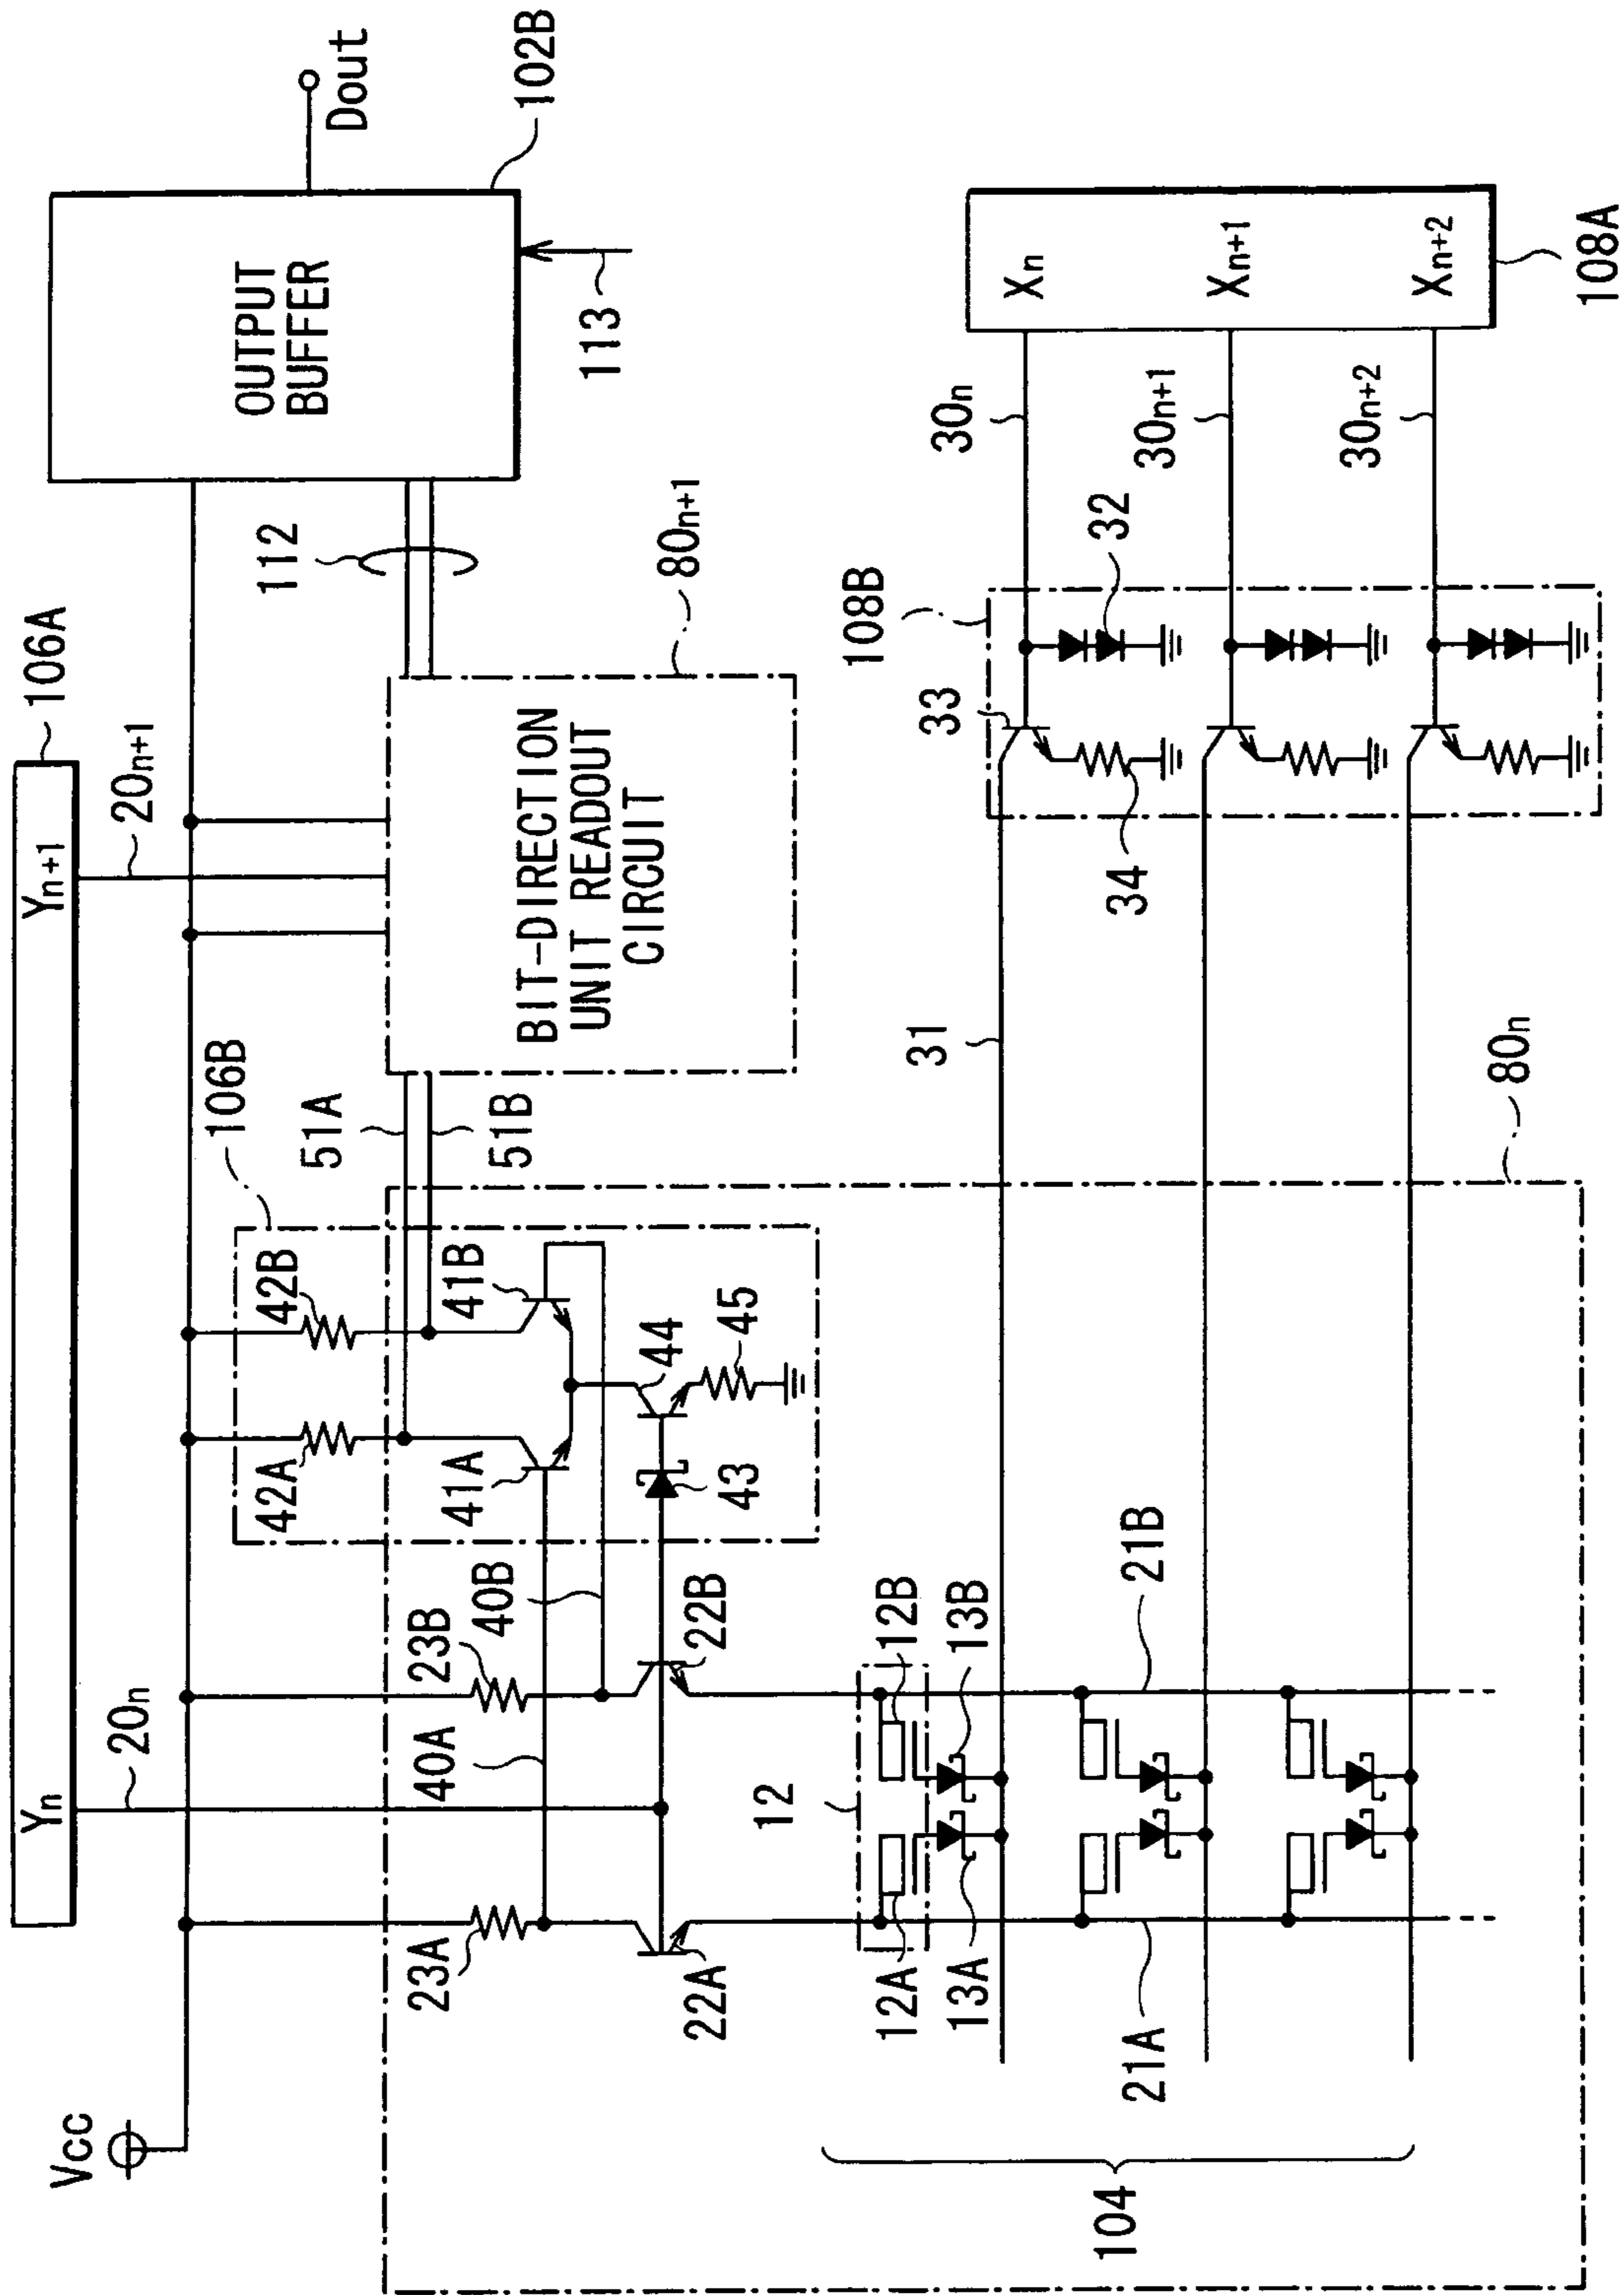 Vcc
Yn
Yn+1
106A
20n
20n+1
Dout
OUTPUT
BUFFER
102B
112
113
106B
42A
42B
51A
51B
80n+1
BIT-DIRECTION
UNIT READOUT
CIRCUIT
23A
23B
40A
40B
41A
41B
44
45
43
22A
22B
12
12A
12B
13A
13B
21A
21B
104
31
80n
33
34
32
108B
30n
30n+1
30n+2
Xn
Xn+1
Xn+2
108A